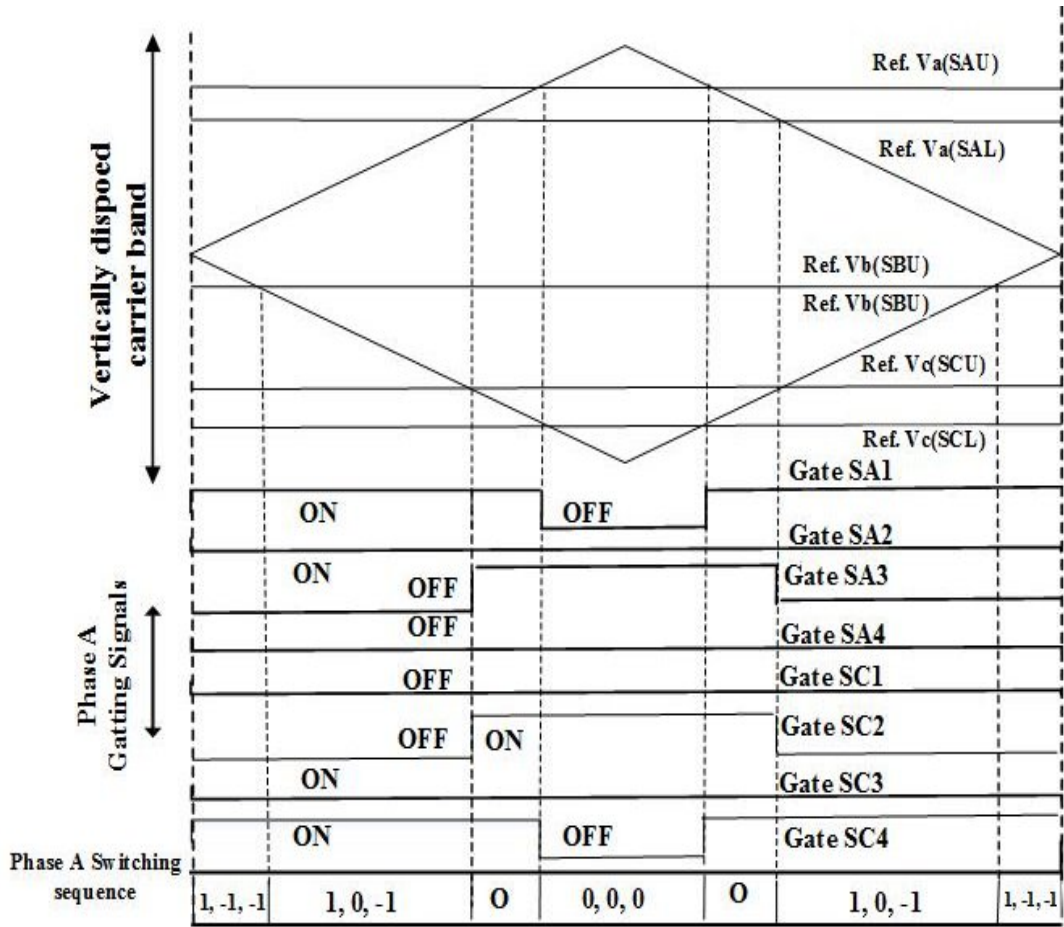 Ref. Va(SAU)
Ref. Va(SAL)
Vertically dispoed
carrier band
Ref. Vb(SBU)
Ref. Vb(SBU)
Ref. Vc(SCU)
Ref. Vc(SCL)
Gate SA1
ON
OFF
Gate SA2
ON
OFF
Gate SA3
OFF
Gate SA4
Phase A
Gatting Signals
OFF
Gate SC1
OFF
ON
Gate SC2
ON
Gate SC3
ON
OFF
Gate SC4
Phase A Switching
sequence
1, -1, -1
1, 0, -1
O
0, 0, 0
O
1, 0, -1
1, -1, -1